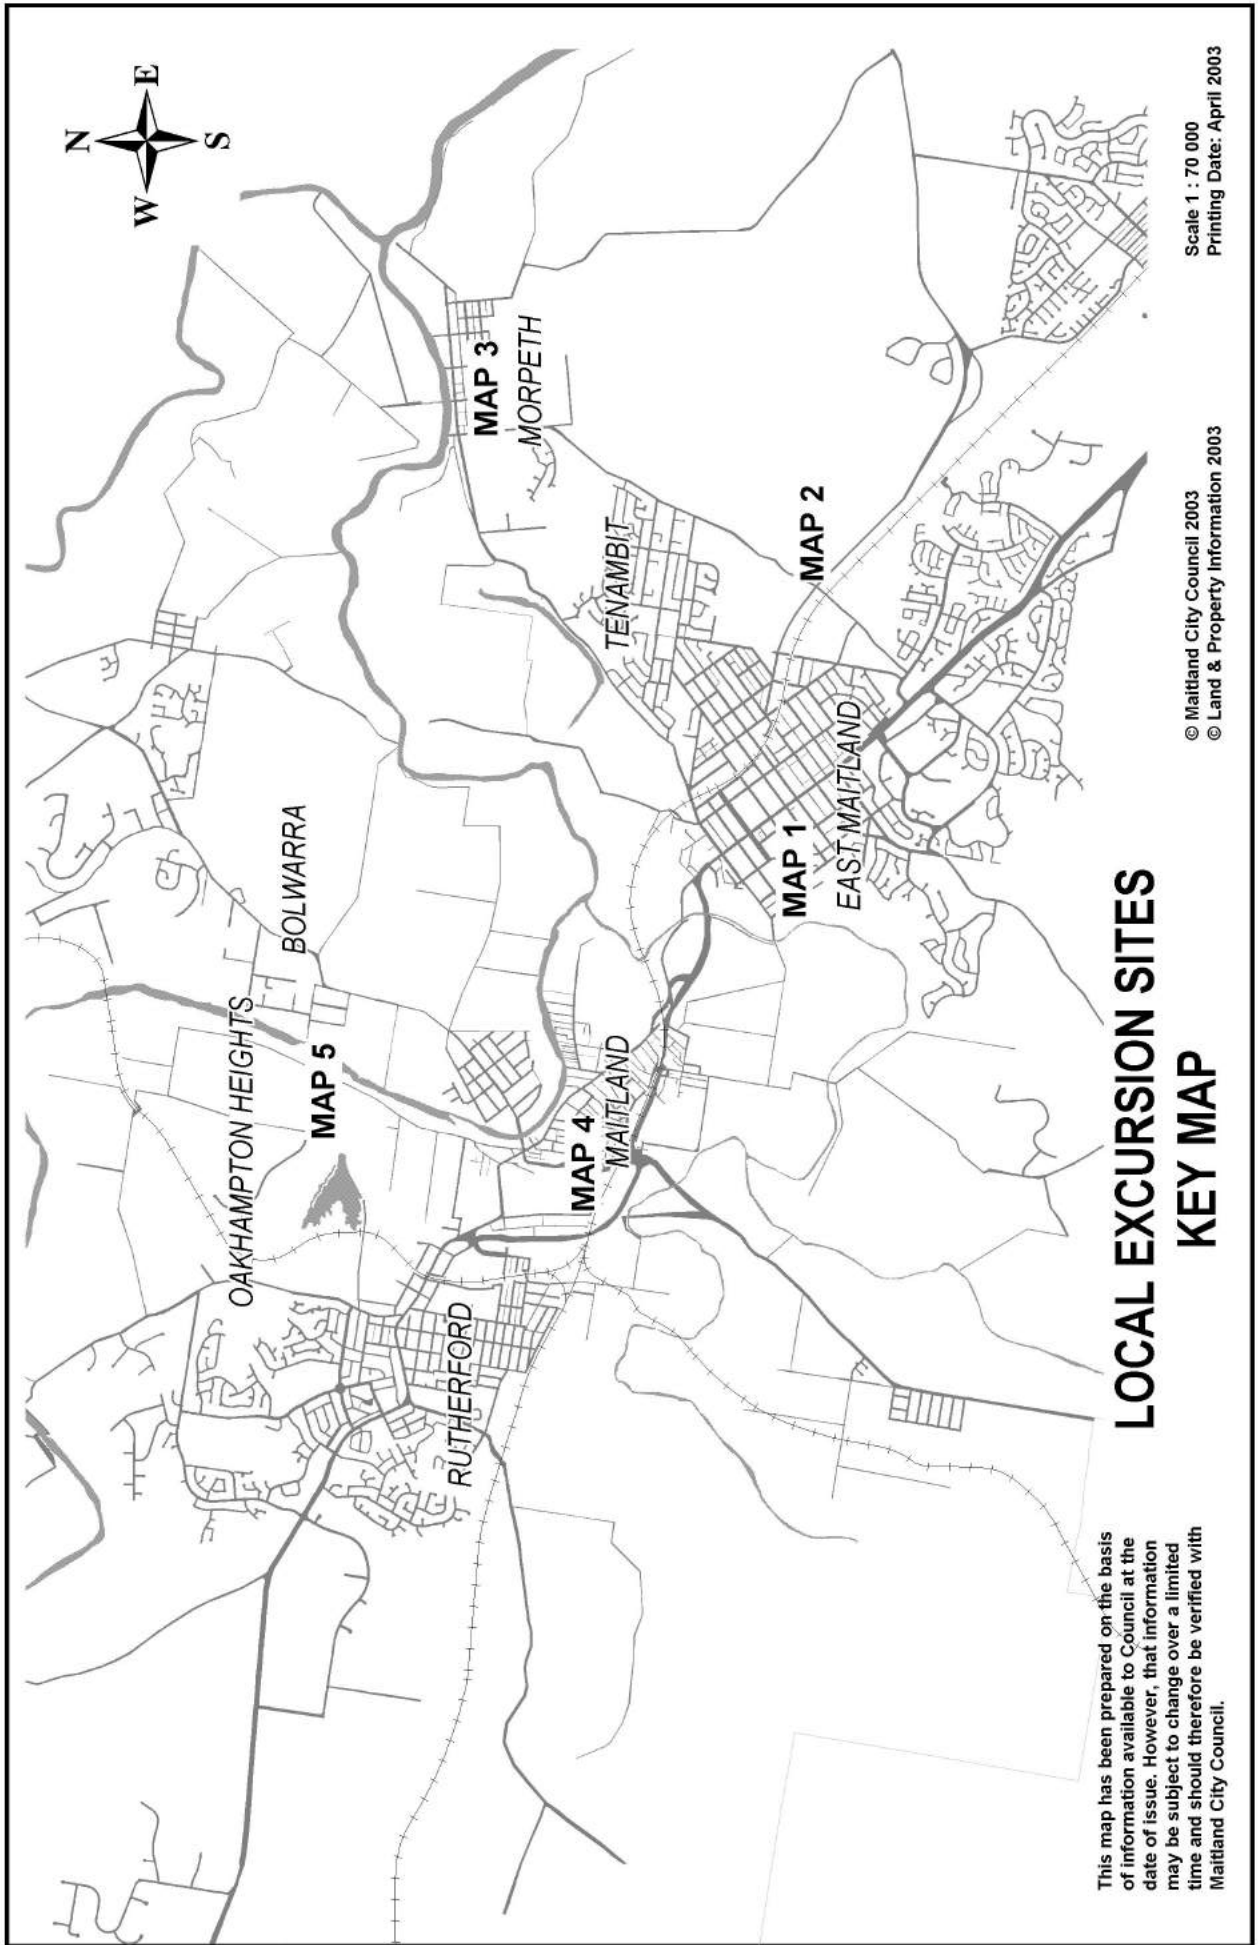 N
W
E
S
OAKHAMPTON HEIGHTS
BOLWARRA
MAP 5
MAP 3
MORPETH
RUTHERFORD
MAP 4
MAITLAND
TENAMBIT
MAP 1
MAP 2
EAST MAITLAND
LOCAL EXCURSION SITES
KEY MAP
This map has been prepared on the basis
of information available to Council at the
date of issue. However, that information
may be subject to change over a limited
time and should therefore be verified with
Maitland City Council.
© Maitland City Council 2003
© Land & Property Information 2003
Scale 1 : 70 000
Printing Date: April 2003